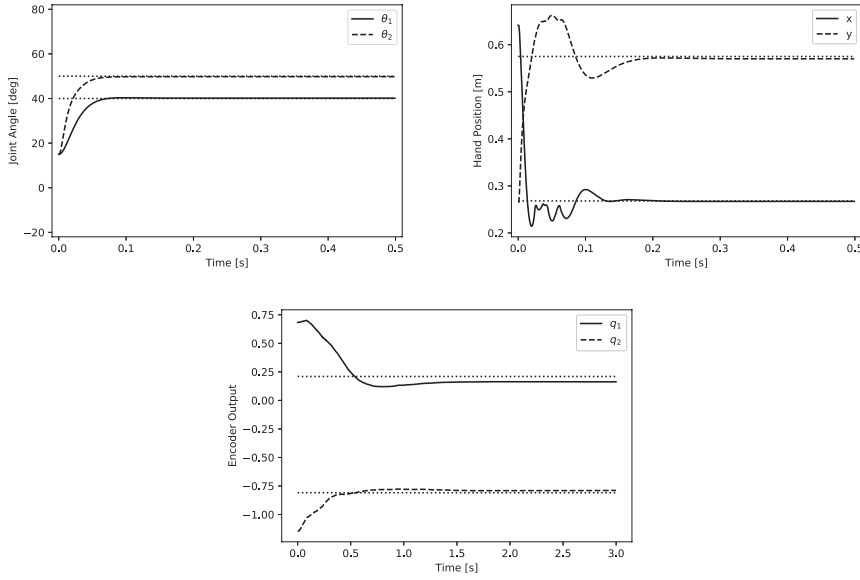 80
60
40
20
0
−20
Joint Angle [deg]
0.0 0.1 0.2 0.3 0.4 0.5
Time [s]
θ1
θ2
0.6
0.5
0.4
0.3
0.2
Hand Position [m]
0.0 0.1 0.2 0.3 0.4 0.5
Time [s]
x
y
0.75
0.50
0.25
0.00
−0.25
−0.50
−0.75
−1.00
Encoder Output
0.0 0.5 1.0 1.5 2.0 2.5 3.0
Time [s]
q1
q2